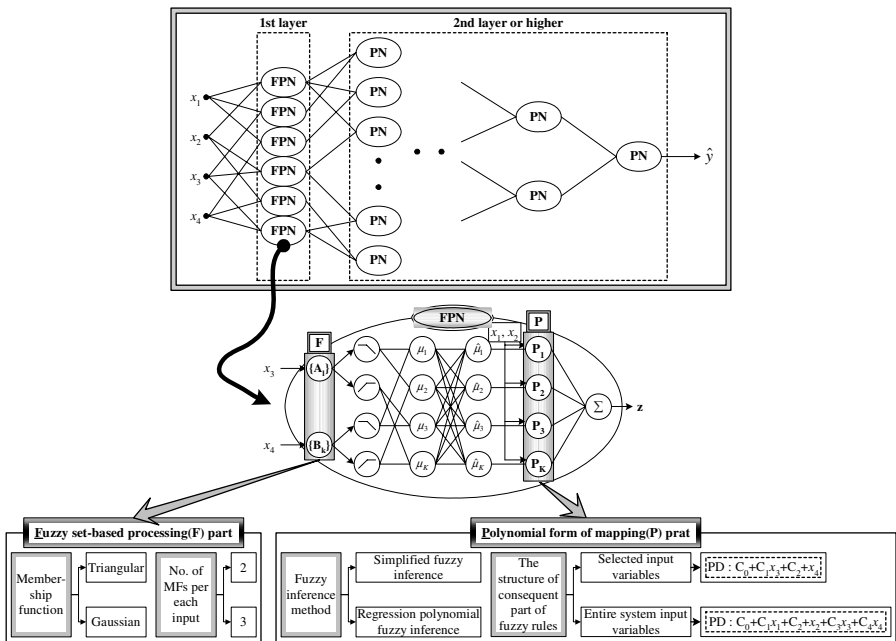 1st layer
2nd layer or higher
x1
x2
x3
x4
FPN
FPN
FPN
FPN
FPN
FPN
PN
PN
PN
PN
PN
PN
PN
PN
ŷ
FPN
F
P
x1, x2
x3
x4
{A1}
{Bk}
μ1
μ2
μ3
μK
μ̂1
μ̂2
μ̂3
μ̂K
P1
P2
P3
PK
Σ
z
Fuzzy set-based processing(F) part
Member-
ship
function
Triangular
Gaussian
No. of
MFs per
each
input
2
3
Polynomial form of mapping(P) prat
Fuzzy
inference
method
Simplified fuzzy
inference
Regression polynomial
fuzzy inference
The
structure of
consequent
part of
fuzzy rules
Selected input
variables
Entire system input
variables
PD : C0+C1x3+C2+x4
PD : C0+C1x1+C2+x2+C3x3+C4x4